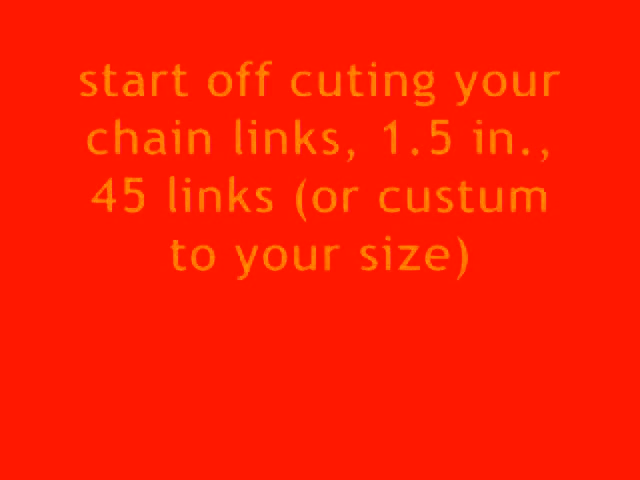 start off cuting your
chain links, 1.5 in.,
45 links (or custum
to your size)